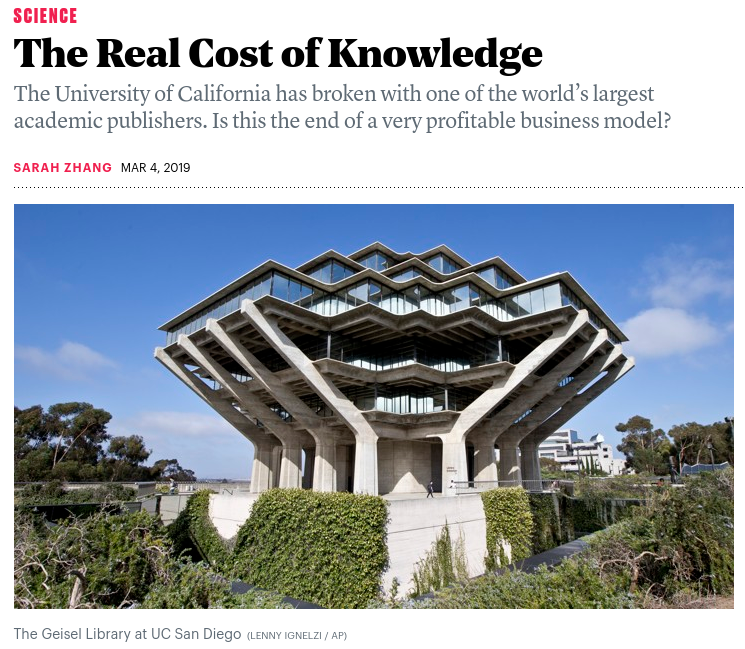 SCIENCE
The Real Cost of Knowledge
The University of California has broken with one of the world’s largest
academic publishers. Is this the end of a very profitable business model?
SARAH ZHANG MAR 4, 2019
The Geisel Library at UC San Diego (LENNY IGNELZI / AP)